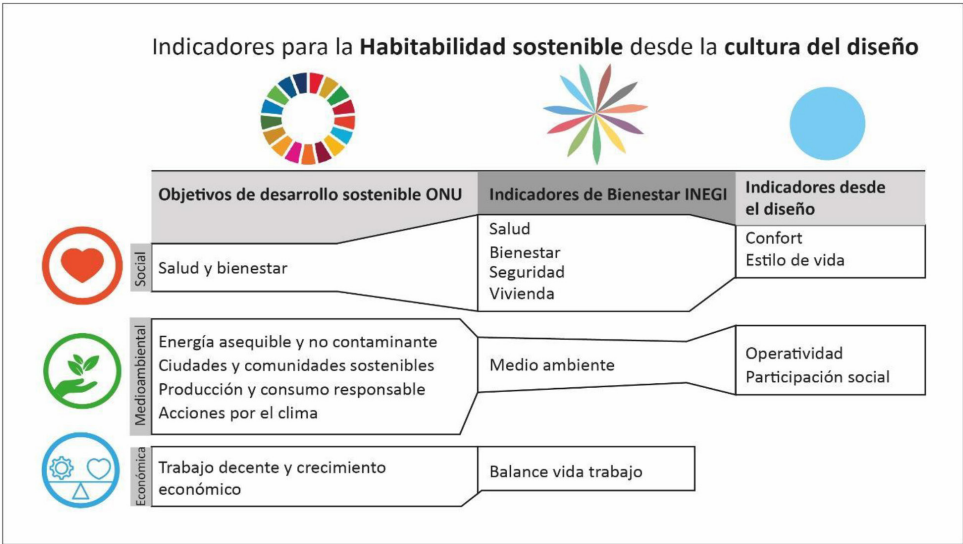 Indicadores para la Habitabilidad sostenible desde la cultura del diseño
Objetivos de desarrollo sostenible ONU
Indicadores de Bienestar INEGI
Indicadores desde
el diseño
Social
Salud y bienestar
Salud
Bienestar
Seguridad
Vivienda
Confort
Estilo de vida
Medioambiental
Energía asequible y no contaminante
Ciudades y comunidades sostenibles
Producción y consumo responsable
Acciones por el clima
Medio ambiente
Operatividad
Participación social
Económica
Trabajo decente y crecimiento
económico
Balance vida trabajo